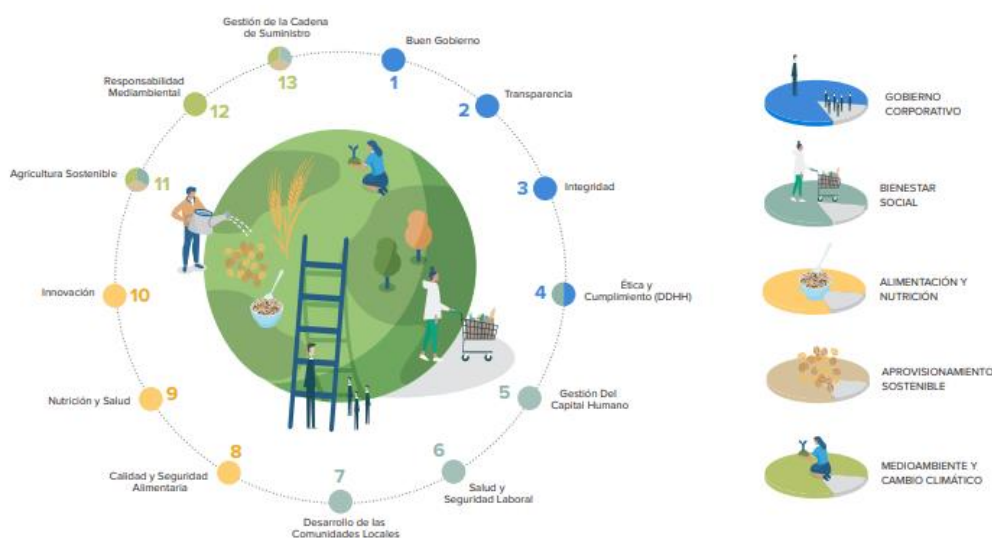 Buen Gobierno
1
Transparencia
2
Integridad
3
Ética y
Cumplimiento (DDHH)
4
Gestión Del
Capital Humano
5
Salud y
Seguridad Laboral
6
Desarrollo de las
Comunidades Locales
7
Calidad y Seguridad
Alimentaria
8
Nutrición y Salud
9
Innovación
10
Agricultura Sostenible
11
Responsabilidad
Mediambiental
12
Gestión de la Cadena
de Suministro
13
GOBIERNO
CORPORATIVO
BIENESTAR
SOCIAL
ALIMENTACIÓN Y
NUTRICIÓN
APROVISIONAMIENTO
SOSTENIBLE
MEDIOAMBIENTE Y
CAMBIO CLIMÁTICO